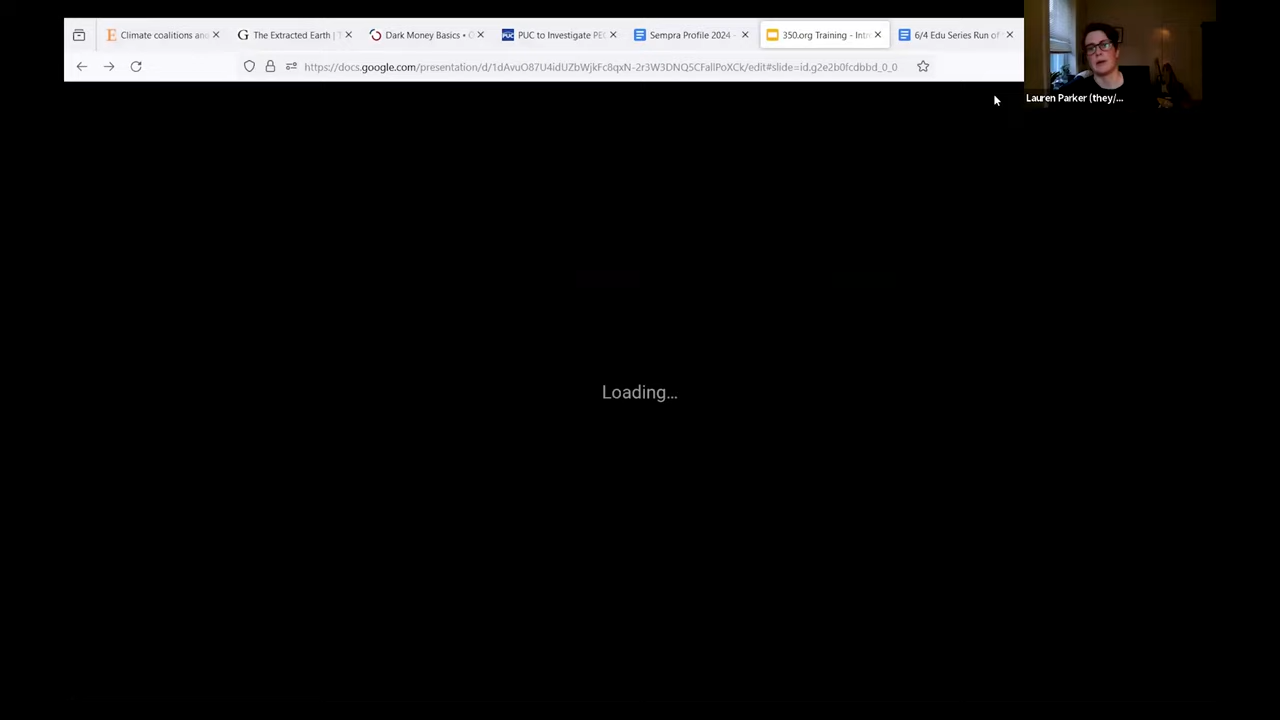 Climate coalitions and
The Extracted Earth | T
Dark Money Basics • G
PUC to Investigate PEC
Sempra Profile 2024 -
350.org Training - Intr
6/4 Edu Series Run of
https://docs.google.com/presentation/d/1dAvuO87U4idUZbWjkFc8qxN-2r3W3DNQ5CFallPoXCk/edit#slide=id.g2e2b0fcdbbd_0_0
Lauren Parker (they/...
Loading...